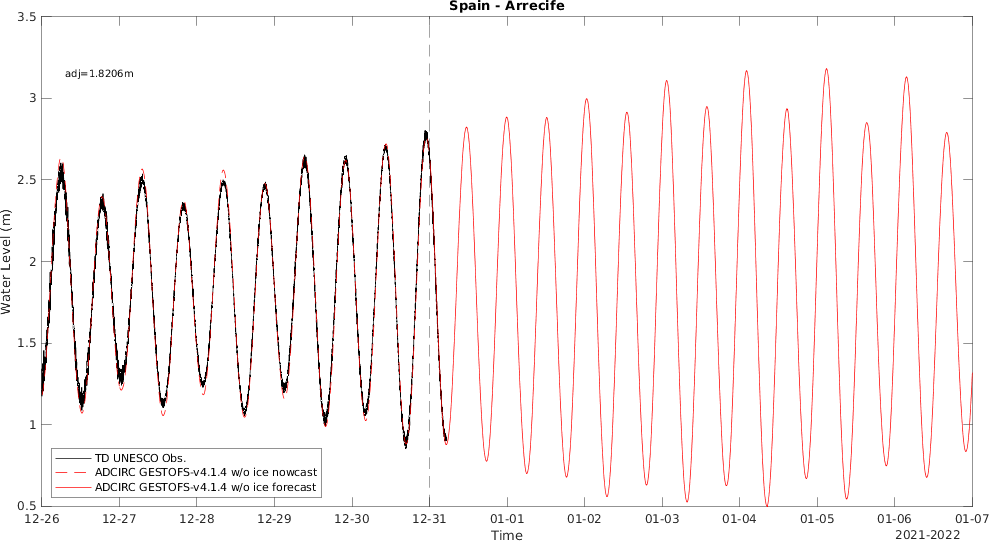 Spain - Arrecife
3.5
adj=1.8206m
3
2.5
2
1.5
1
0.5
Water Level (m)
TD UNESCO Obs.
ADCIRC GESTOFS-v4.1.4 w/o ice nowcast
ADCIRC GESTOFS-v4.1.4 w/o ice forecast
12-26 12-27 12-28 12-29 12-30 12-31 01-01 01-02 01-03 01-04 01-05 01-06 01-07
Time
2021-2022